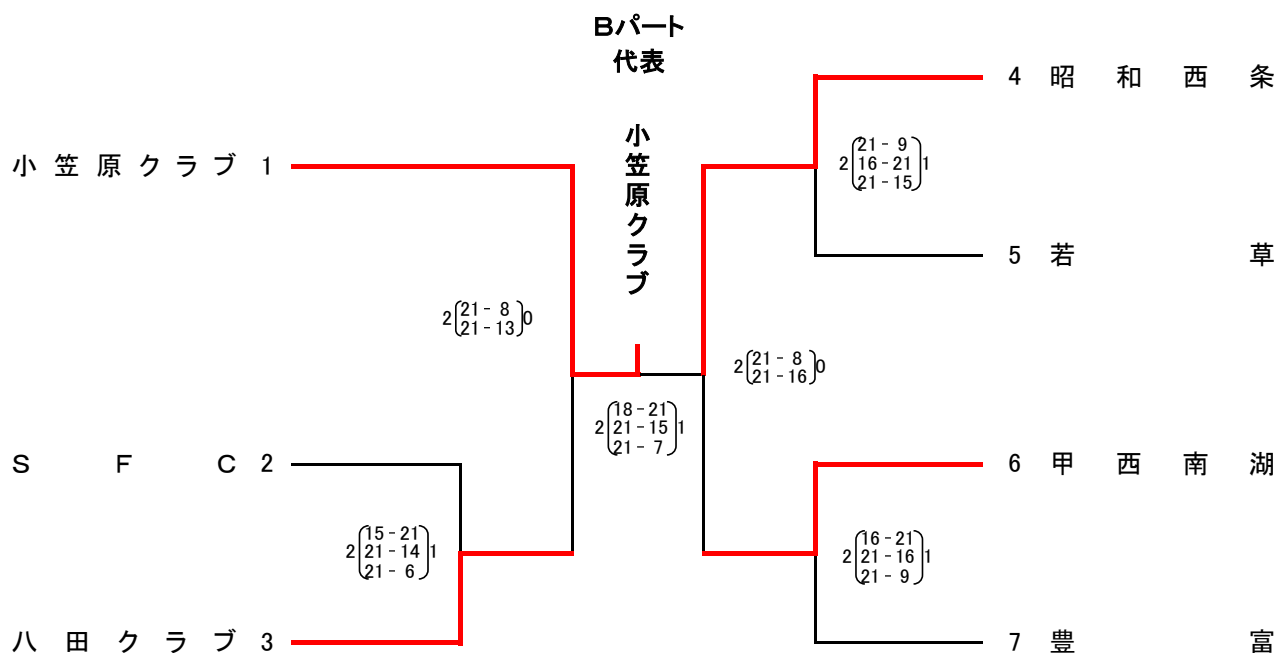 Bパート
代表
小笠原クラブ
小笠原クラブ 1
2 21 - 8 0
21 - 13
S F C 2
2 15 - 21 1
21 - 14
21 - 6
八田クラブ 3
2 18 - 21 1
21 - 15
21 - 7
4 昭和西条
2 21 - 9 1
16 - 21
21 - 15
5 若草
2 21 - 8 0
21 - 16
6 甲西南湖
2 16 - 21 1
21 - 16
21 - 9
7 豊富